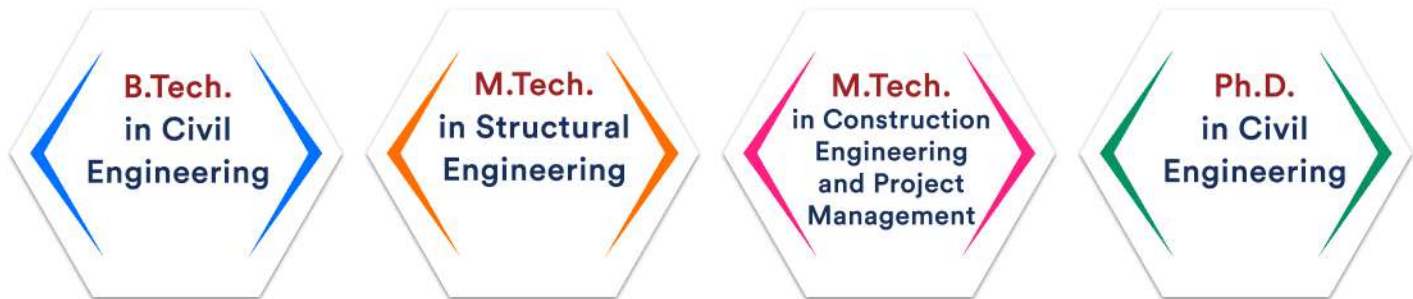 B.Tech.
in Civil
Engineering
M.Tech.
in Structural
Engineering
M.Tech.
in Construction
Engineering
and Project
Management
Ph.D.
in Civil
Engineering